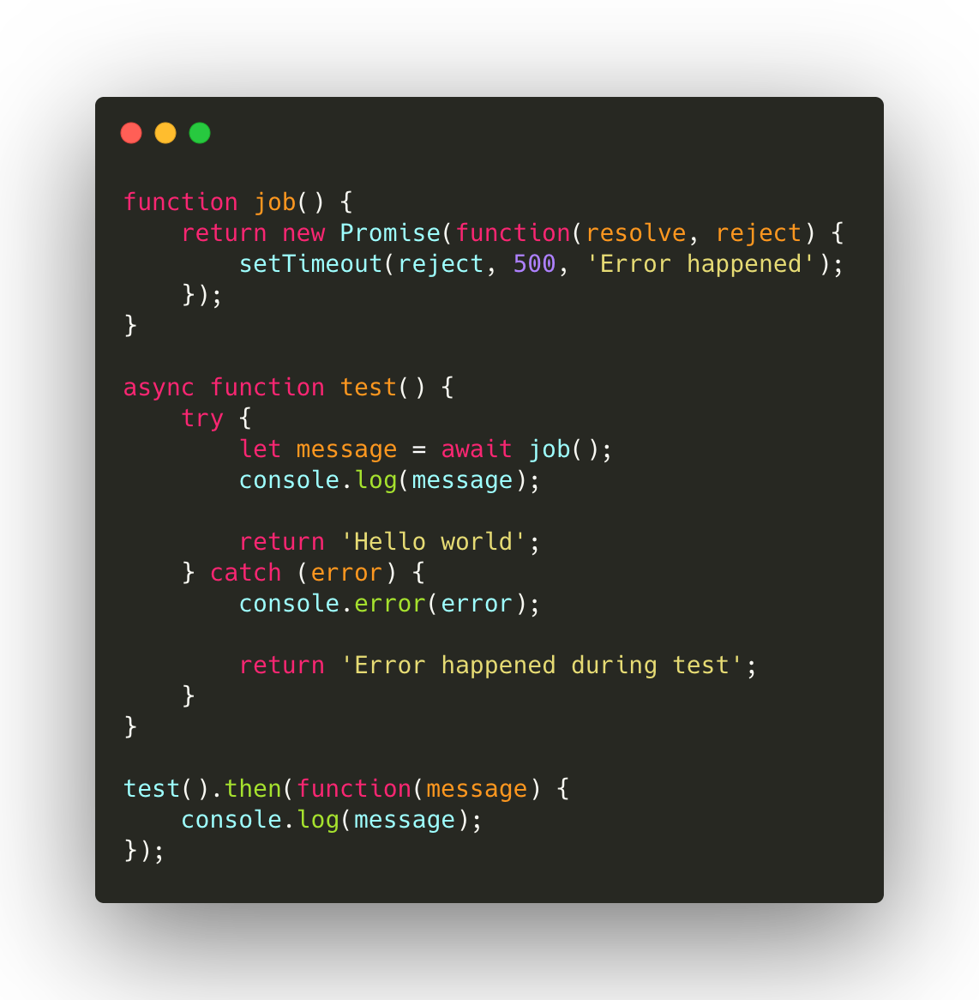 function job() {
    return new Promise(function(resolve, reject) {
        setTimeout(reject, 500, 'Error happened');
    });
}

async function test() {
    try {
        let message = await job();
        console.log(message);

        return 'Hello world';
    } catch (error) {
        console.error(error);

        return 'Error happened during test';
    }
}

test().then(function(message) {
    console.log(message);
});